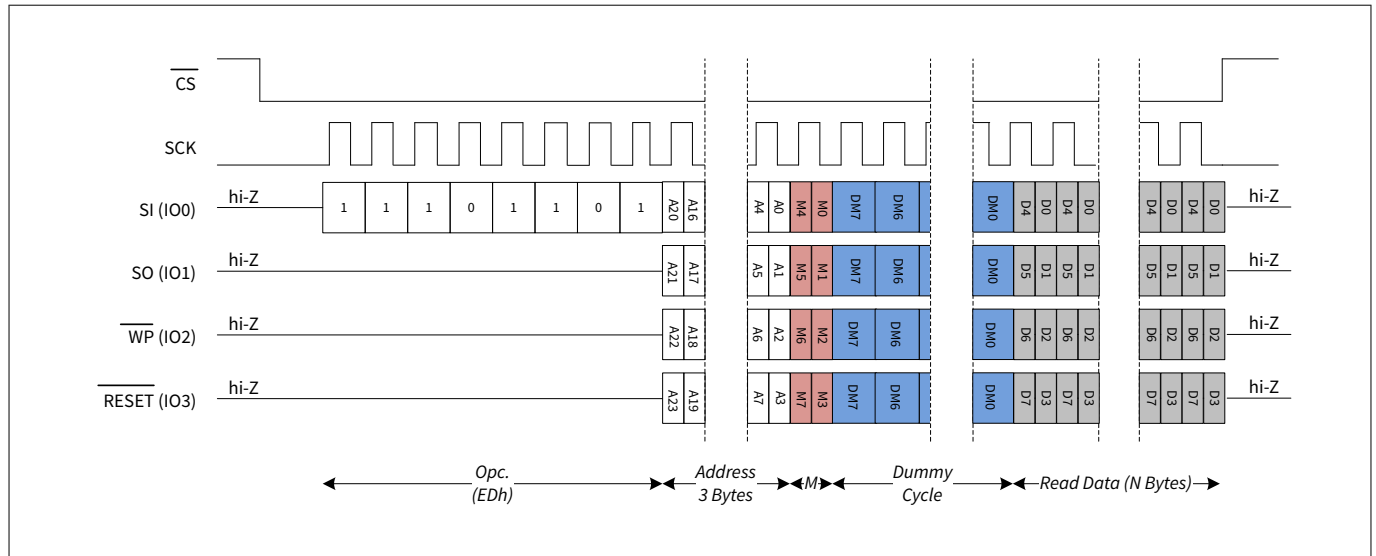 CS
SCK
SI (IO0) hi-Z 1 1 1 0 1 1 0 1 A20 A16 A4 A0 M4 M0 DM7 DM6 DM0 D4 D0 D4 D0 D4 D0 D4 D0 hi-Z
SO (IO1) hi-Z A21 A17 A5 A1 M5 M1 DM7 DM6 DM0 D5 D1 D5 D1 D5 D1 D5 D1 hi-Z
WP (IO2) hi-Z A22 A18 A6 A2 M6 M2 DM7 DM6 DM0 D6 D2 D6 D2 D6 D2 D6 D2 hi-Z
RESET (IO3) hi-Z A23 A19 A7 A3 M7 M3 DM7 DM6 DM0 D7 D3 D7 D3 D7 D3 D7 D3 hi-Z
Opc.
(EDh)
Address
3 Bytes
M
Dummy
Cycle
Read Data (N Bytes)